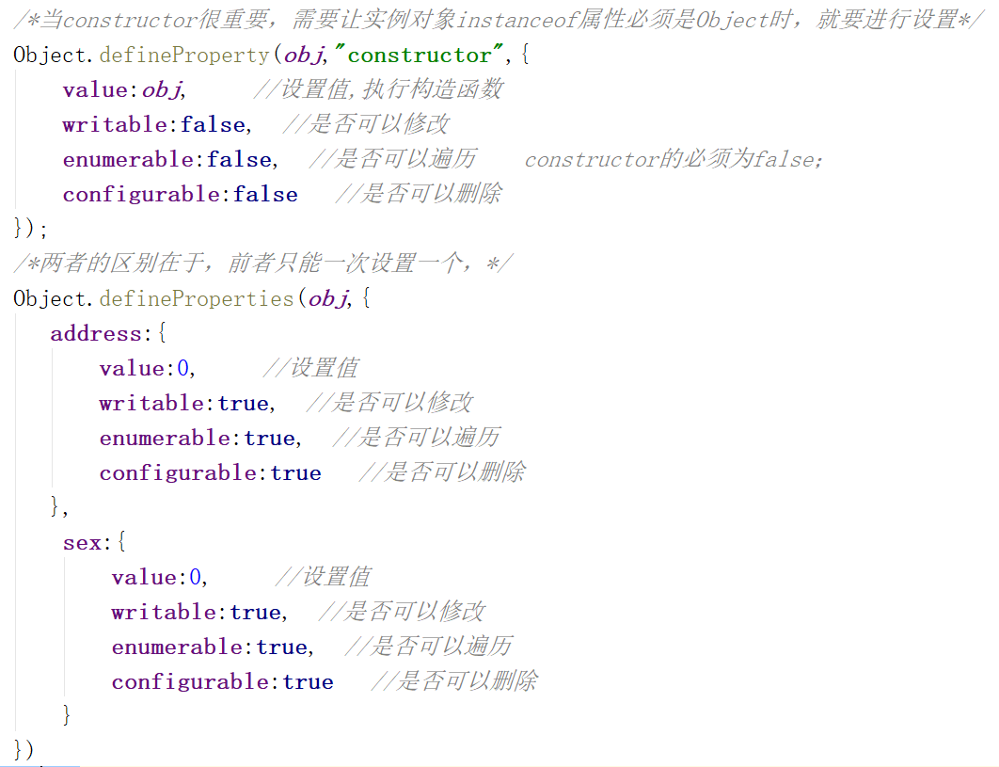 /*当constructor很重要，需要让实例对象instanceof属性必须是Object时，就要进行设置*/
Object.defineProperty(obj,"constructor",{
    value:obj,      //设置值,执行构造函数
    writable:false,   //是否可以修改
    enumerable:false,   //是否可以遍历    constructor的必须为false;
    configurable:false   //是否可以删除
});
/*两者的区别在于，前者只能一次设置一个，*/
Object.defineProperties(obj,{
   address:{
       value:0,      //设置值
       writable:true,   //是否可以修改
       enumerable:true,   //是否可以遍历
       configurable:true   //是否可以删除
   },
    sex:{
        value:0,      //设置值
        writable:true,   //是否可以修改
        enumerable:true,   //是否可以遍历
        configurable:true   //是否可以删除
    }
})